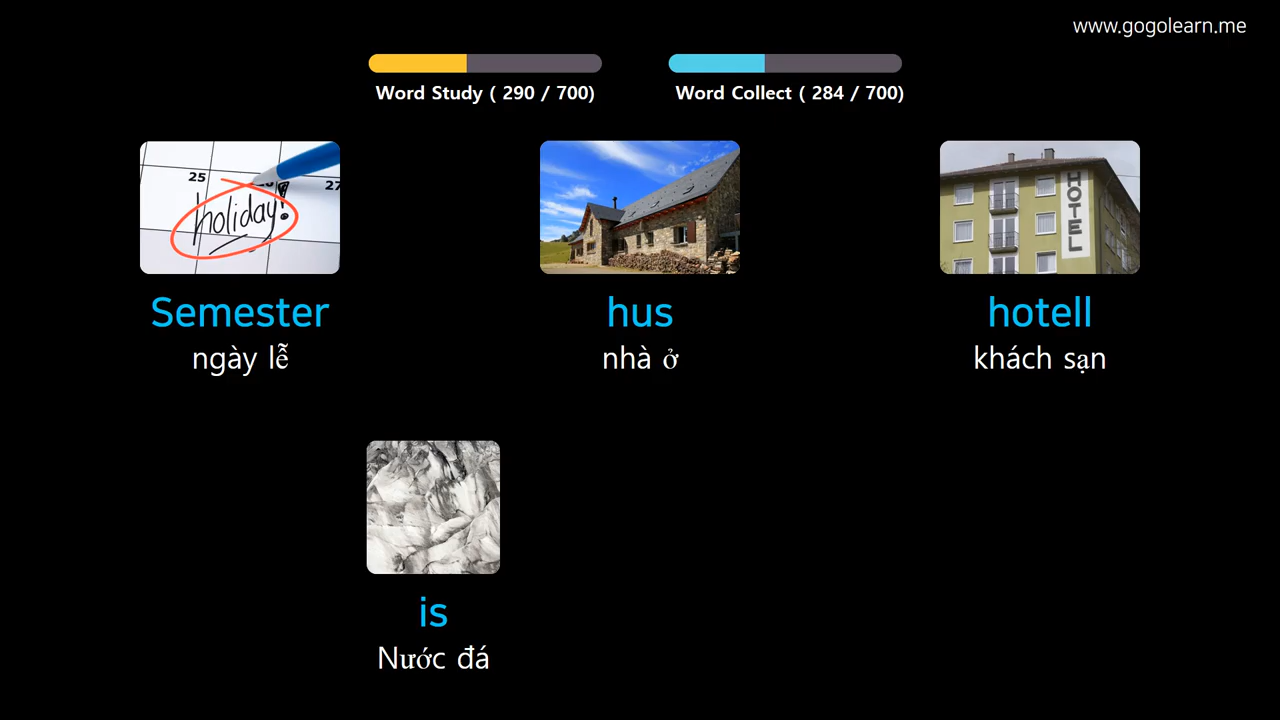 www.gogolearn.me
Word Study ( 290 / 700)
Word Collect ( 284 / 700)
25
27
holiday!
HOTEL
Semester
hus
hotell
ngày lễ
nhà ở
khách sạn
is
Nước đá